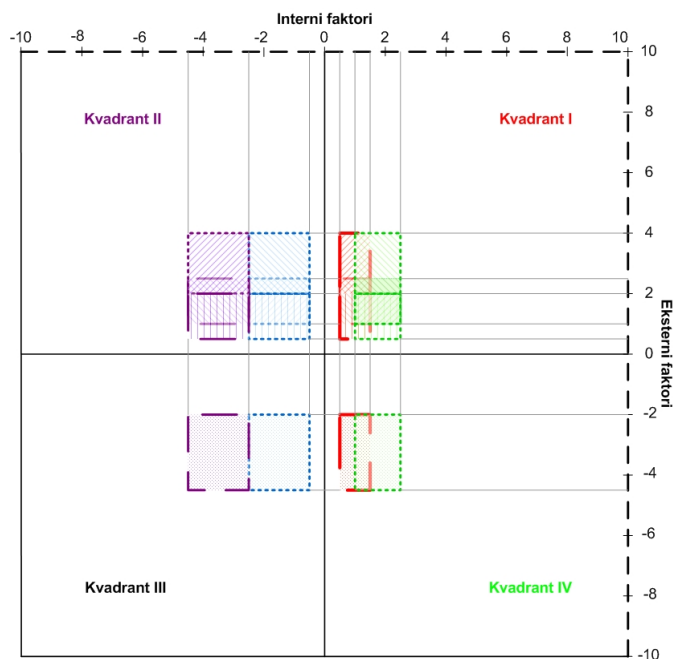 Interni faktori
-10 -8 -6 -4 -2 0 2 4 6 8 10
10
Kvadrant II
Kvadrant I
8
6
4
2
0
Eksterni faktori
-2
-4
-6
Kvadrant III
Kvadrant IV
-8
-10